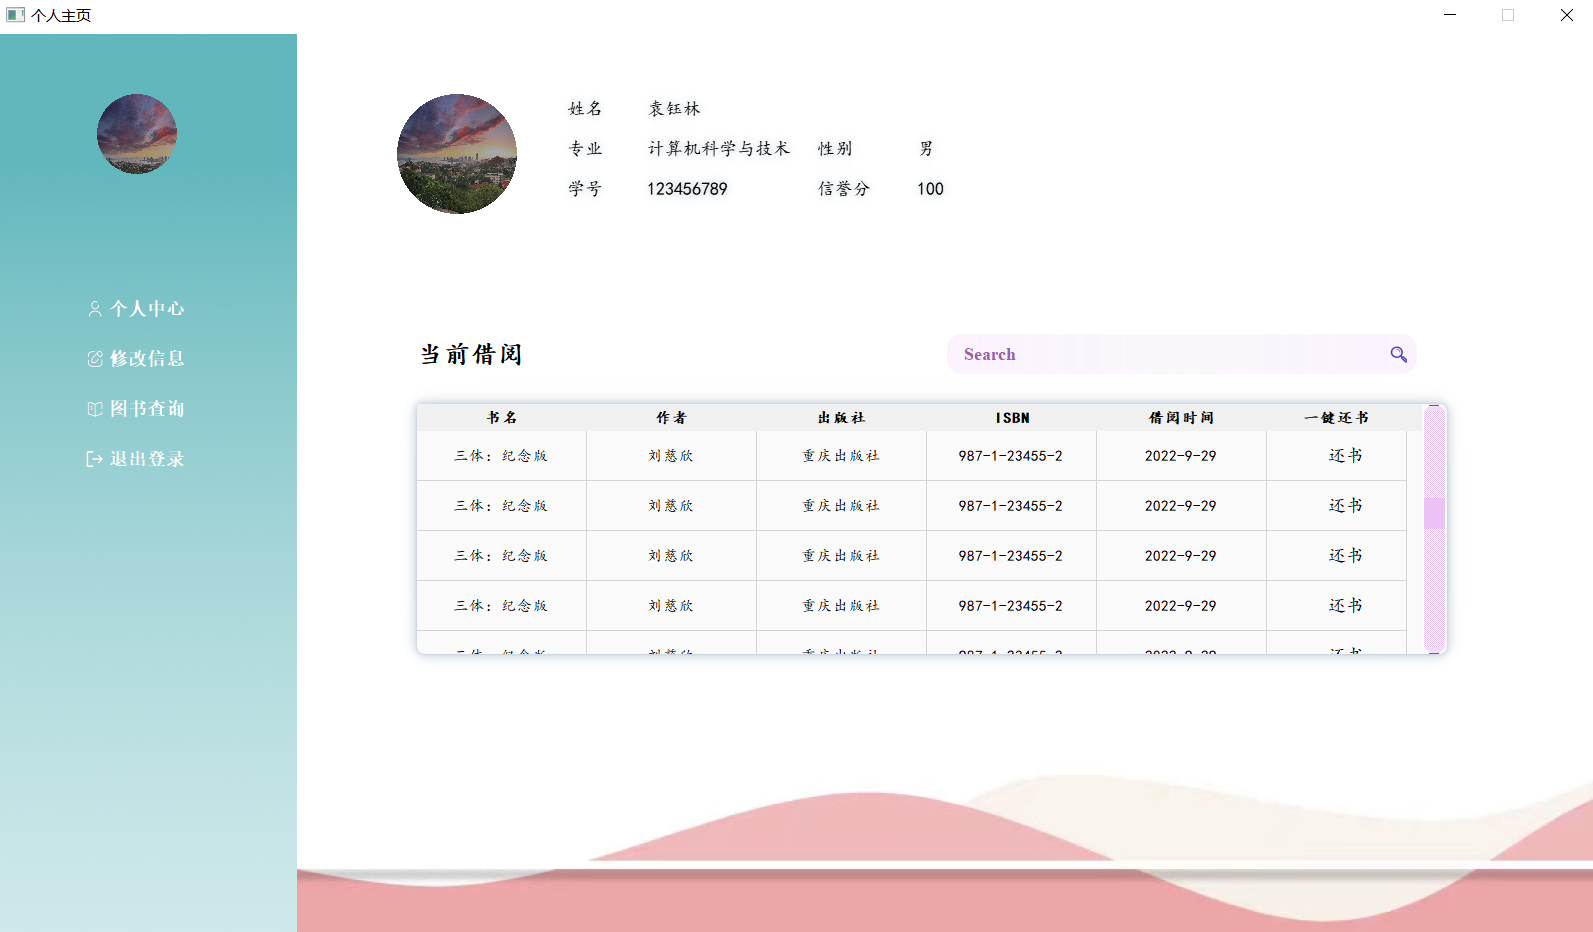 个人主页
姓名 袁钰林
专业 计算机科学与技术 性别 男
学号 123456789 信誉分 100
个人中心
修改信息
图书查询
退出登录
当前借阅 Search
书名 作者 出版社 ISBN 借阅时间 一键还书
三体：纪念版 刘慈欣 重庆出版社 987-1-23455-2 2022-9-29 还书
三体：纪念版 刘慈欣 重庆出版社 987-1-23455-2 2022-9-29 还书
三体：纪念版 刘慈欣 重庆出版社 987-1-23455-2 2022-9-29 还书
三体：纪念版 刘慈欣 重庆出版社 987-1-23455-2 2022-9-29 还书